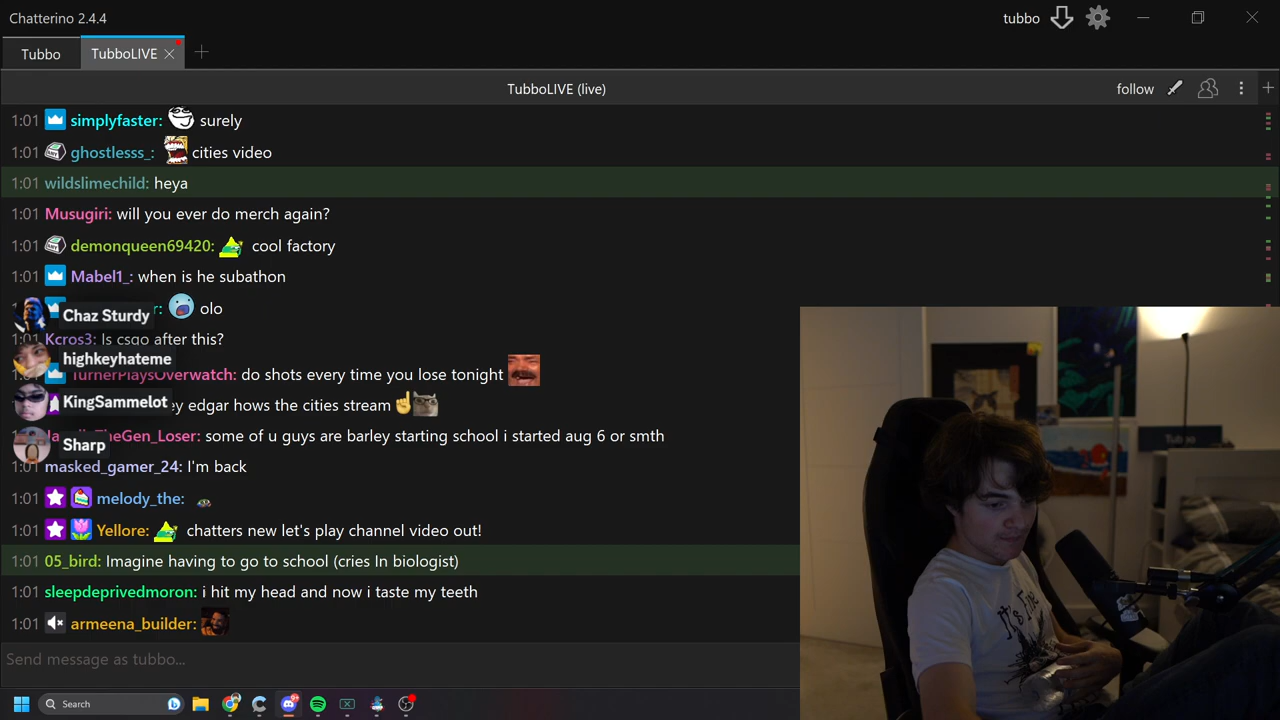 Chatterino 2.4.4
tubbo
Tubbo
TubboLIVE
TubboLIVE (live)
follow
1:01 simplyfaster: surely
1:01 ghostlesss_: cities video
1:01 wildslimechild: heya
1:01 Musugiri: will you ever do merch again?
1:01 demonqueen69420: cool factory
1:01 Mabel1_: when is he subathon
r: olo
Chaz Sturdy
1:01 Kcros3: Is csgo after this?
highkeyhateme
TurnerPlaysOverwatch: do shots every time you lose tonight
KingSammelot
ey edgar hows the cities stream
TheGen_Loser: some of u guys are barley starting school i started aug 6 or smth
Sharp
1:01 masked_gamer_24: I'm back
1:01 melody_the:
1:01 Yellore: chatters new let's play channel video out!
1:01 05_bird: Imagine having to go to school (cries In biologist)
1:01 sleepdeprivedmoron: i hit my head and now i taste my teeth
1:01 armeena_builder:
Send message as tubbo...
Search